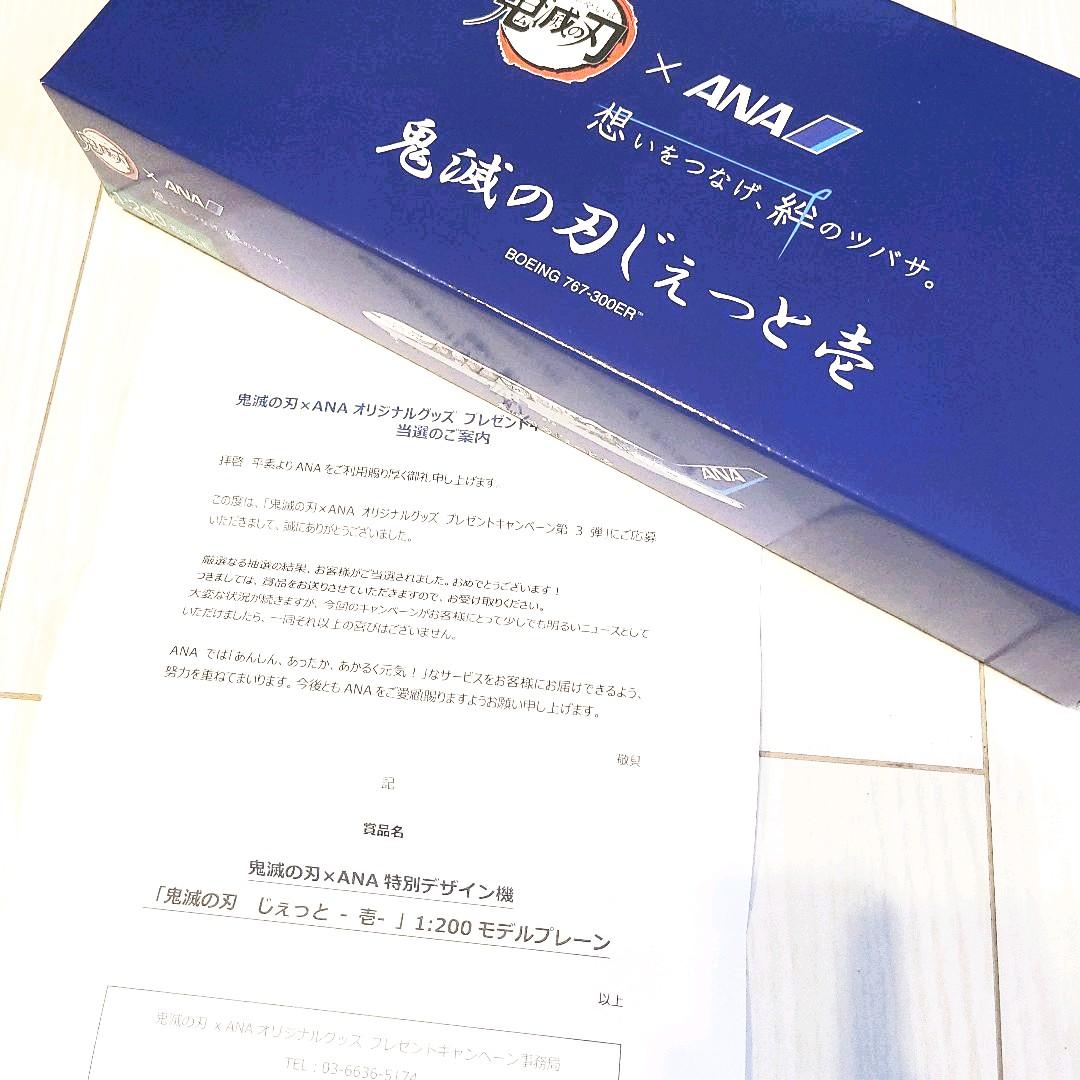 鬼滅の刃
× ANA
想いをつなげ、絆のツバサ。
鬼滅の刃じぇっと壱
BOEING 767-300ER™
鬼滅の刃 × ANA
1:200
ANA
鬼滅の刃×ANA オリジナルグッズ プレゼントキ
当選のご案内
拝啓 平素より ANA をご利用賜り厚く御礼申し上げます。
この度は、「鬼滅の刃×ANA オリジナルグッズ プレゼントキャンペーン第 3 弾」にご応募
いただきまして、誠にありがとうございました。
厳選なる抽選の結果、お客様がご当選されました。おめでとうございます！
つきましては、賞品をお送りさせていただきますので、お受け取りください。
大変な状況が続きますが、今回のキャンペーンがお客様にとって少しでも明るいニュースとして
いただけましたら、一同それ以上の喜びはございません。
ANA では「あんしん、あったか、あかるく元気！」なサービスをお客様にお届けできるよう、
努力を重ねてまいります。今後とも ANA をご愛顧賜りますようお願い申し上げます。
敬具
記
賞品名
鬼滅の刃×ANA 特別デザイン機
「鬼滅の刃 じぇっと - 壱- 」1:200 モデルプレーン
以上
鬼滅の刃 x ANA オリジナルグッズ プレゼントキャンペーン事務局
TEL : 03-6636-5174